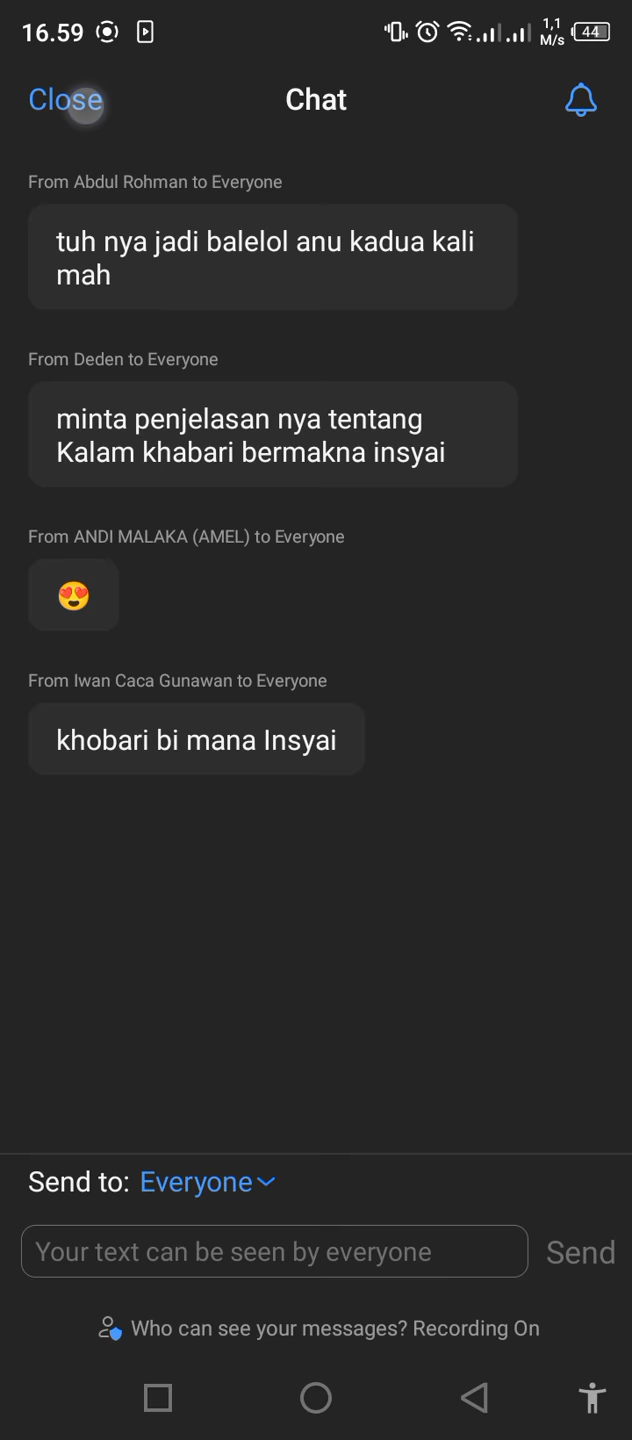 16.59
1,1
M/s
44
Close
Chat
From Abdul Rohman to Everyone
tuh nya jadi balelol anu kadua kali
mah
From Deden to Everyone
minta penjelasan nya tentang
Kalam khabari bermakna insyai
From ANDI MALAKA (AMEL) to Everyone
😍
From Iwan Caca Gunawan to Everyone
khobari bi mana Insyai
Send to: Everyone
Your text can be seen by everyone
Send
Who can see your messages? Recording On